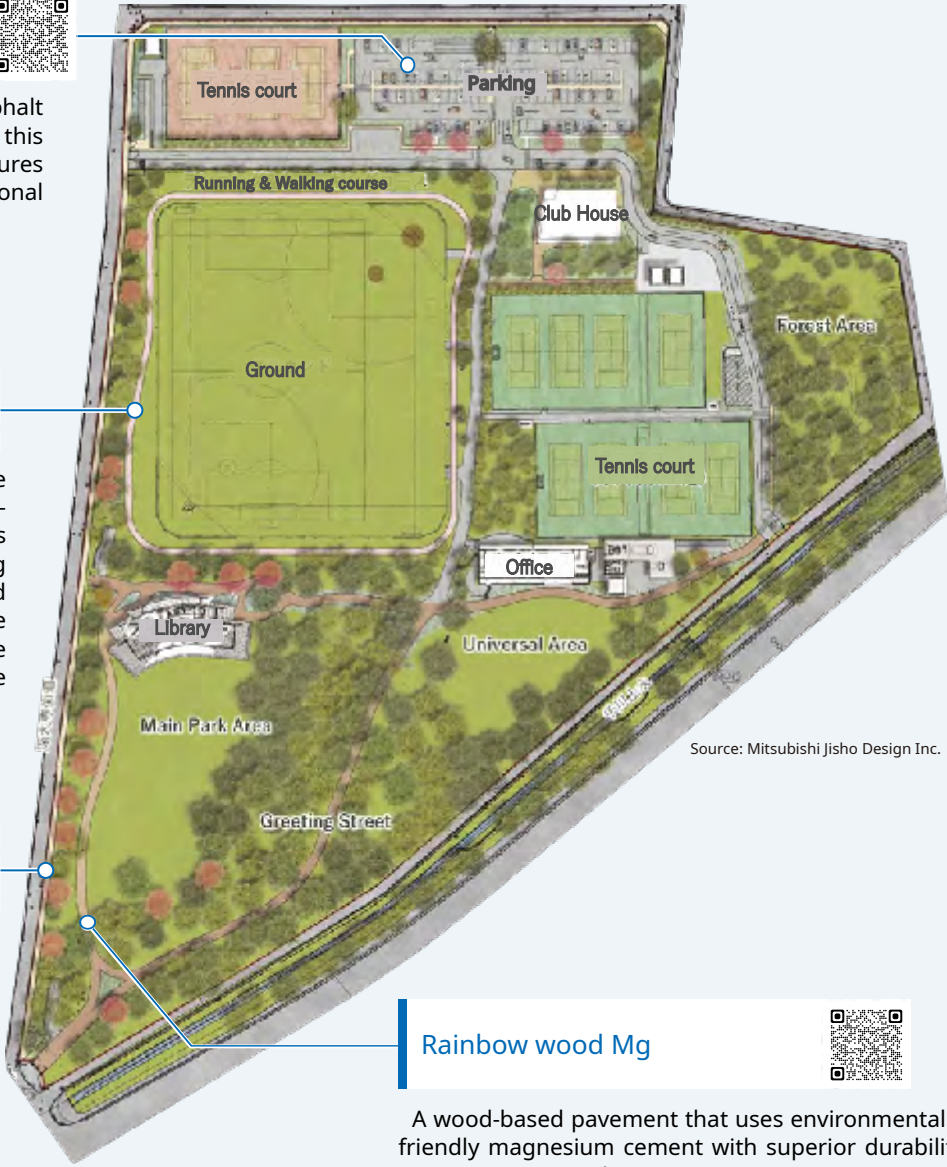 Tennis court
Parking
phalt
this
ures
onal
Running & Walking course
Club House
Forest Area
Ground
Tennis court
e
-
s
g
d
e
e
e
Office
Library
Universal Area
Main Park Area
Source: Mitsubishi Jisho Design Inc.
Greeting Street
Rainbow wood Mg
A wood-based pavement that uses environmental
friendly magnesium cement with superior durabilit